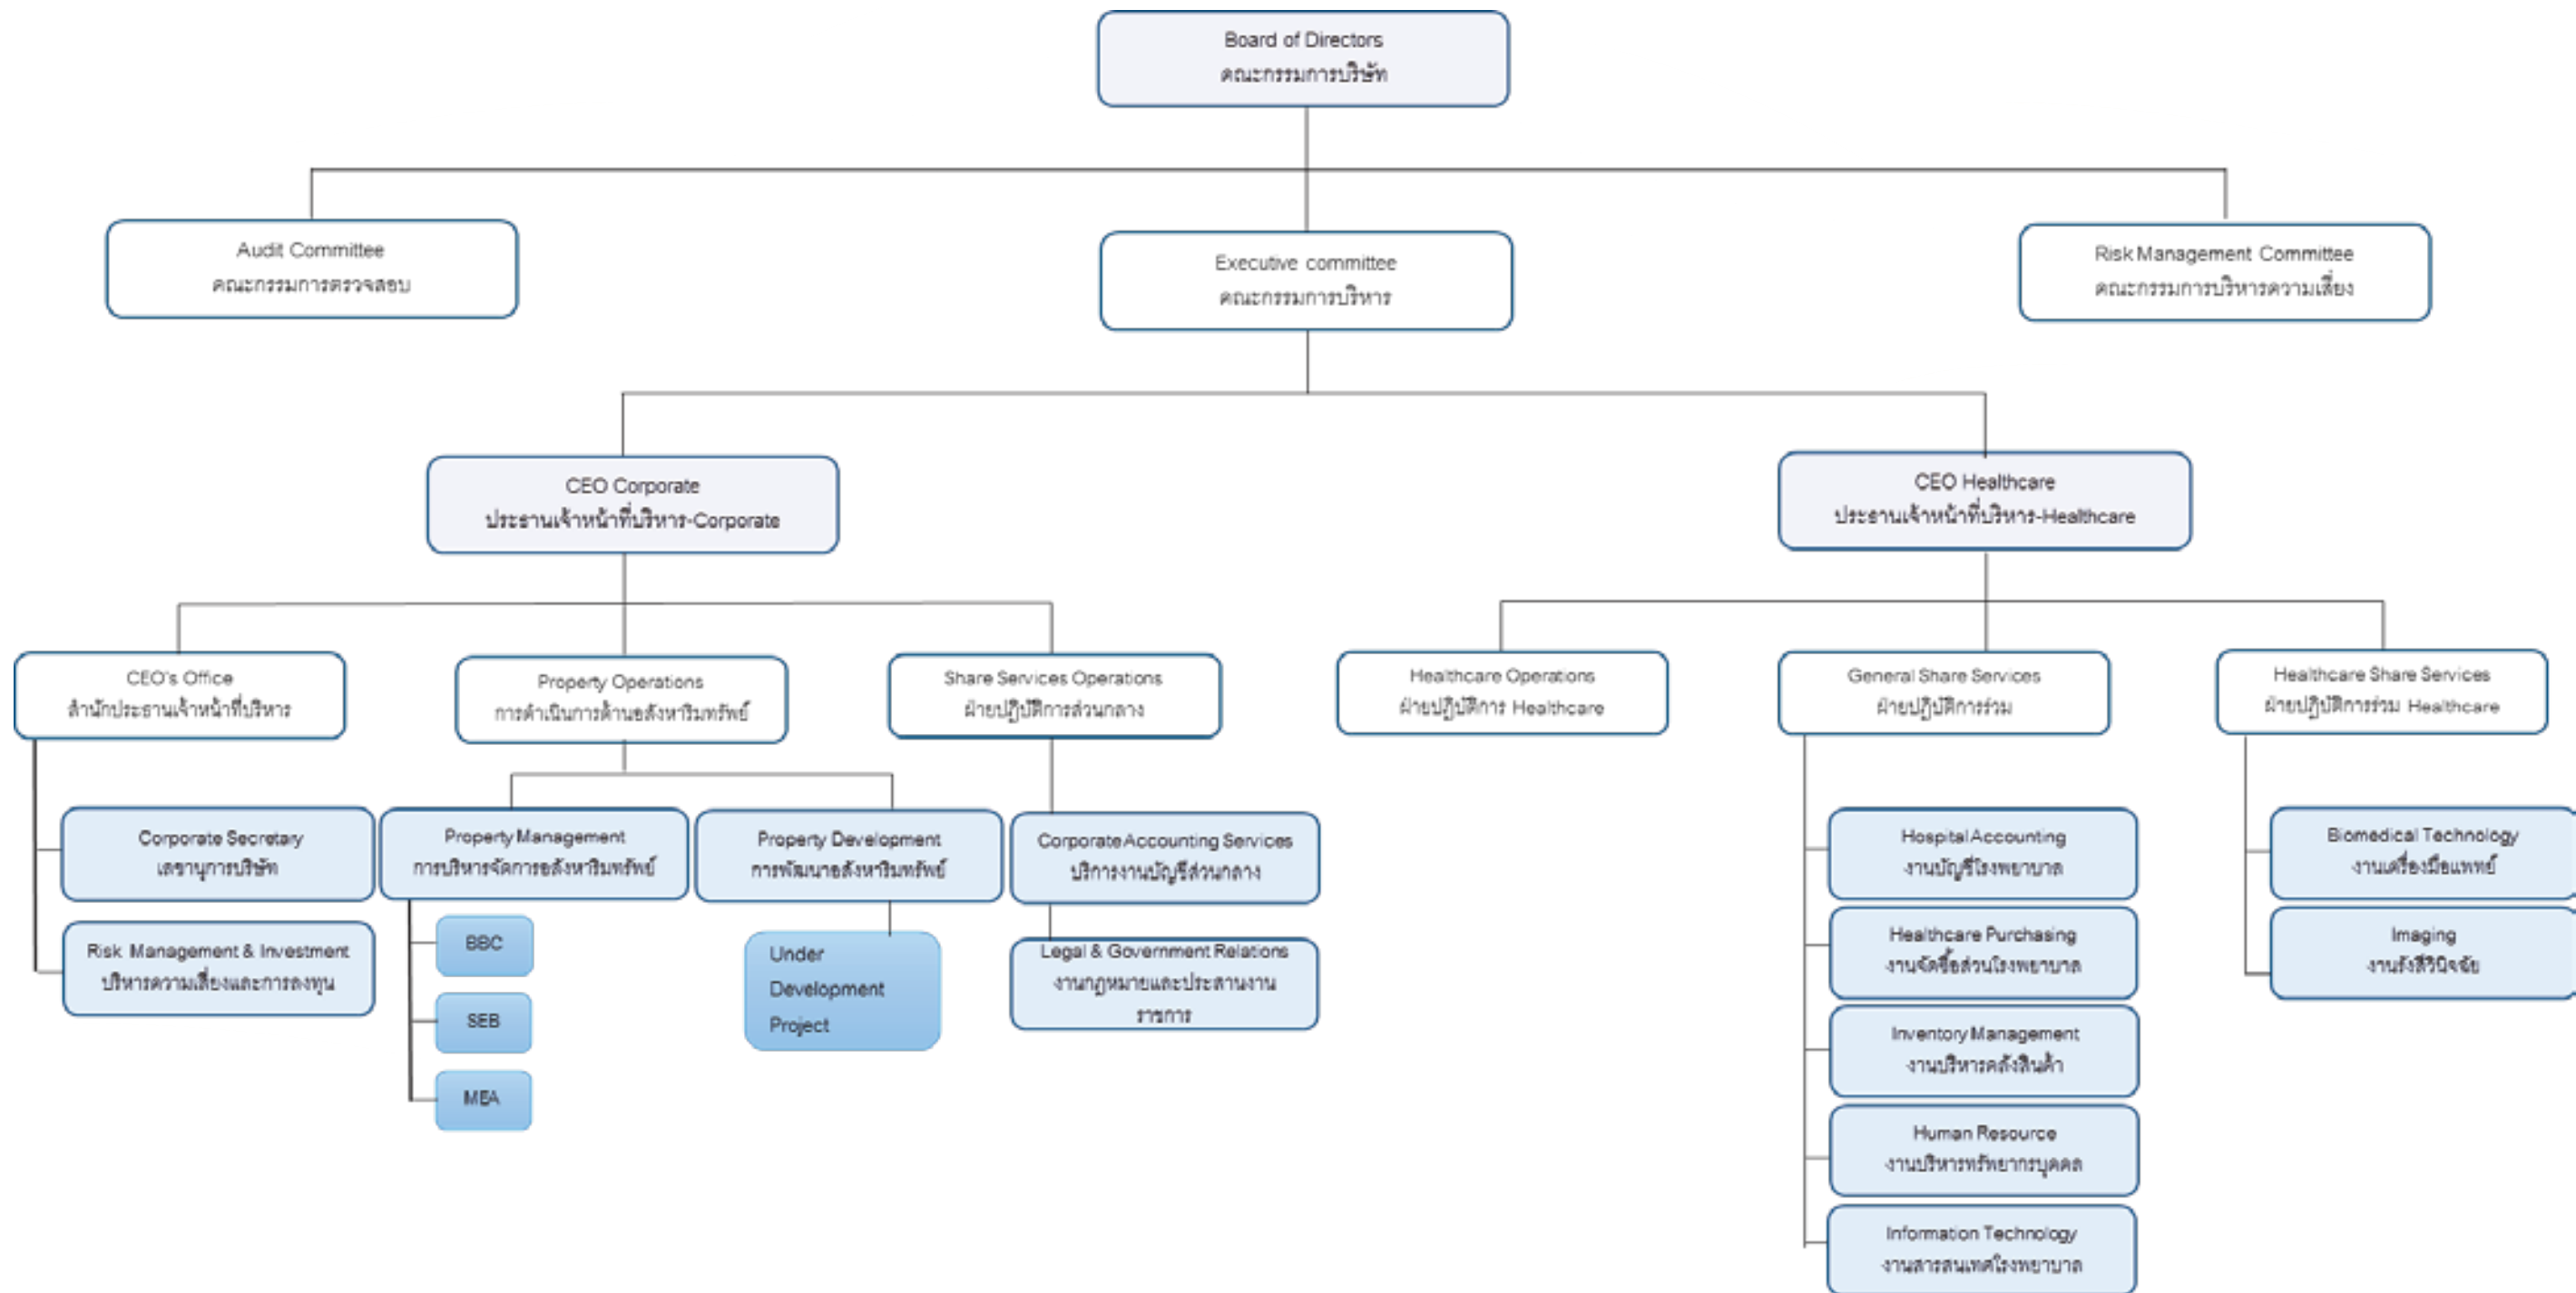 Board of Directors
คณะกรรมการบริษัท
Audit Committee
คณะกรรมการตรวจสอบ
Executive committee
คณะกรรมการบริหาร
Risk Management Committee
คณะกรรมการบริหารความเสี่ยง
CEO Corporate
ประธานเจ้าหน้าที่บริหาร-Corporate
CEO Healthcare
ประธานเจ้าหน้าที่บริหาร-Healthcare
CEO's Office
สำนักประธานเจ้าหน้าที่บริหาร
Property Operations
การดำเนินการด้านอสังหาริมทรัพย์
Share Services Operations
ฝ่ายปฏิบัติการส่วนกลาง
Healthcare Operations
ฝ่ายปฏิบัติการ Healthcare
General Share Services
ฝ่ายปฏิบัติการร่วม
Healthcare Share Services
ฝ่ายปฏิบัติการร่วม Healthcare
Corporate Secretary
เลขานุการบริษัท
Risk Management & Investment
บริหารความเสี่ยงและการลงทุน
Property Management
การบริหารจัดการอสังหาริมทรัพย์
BBC
SEB
MEA
Property Development
การพัฒนาอสังหาริมทรัพย์
Under
Development
Project
Corporate Accounting Services
บริการงานบัญชีส่วนกลาง
Legal & Government Relations
งานกฎหมายและประสานงาน
ราชการ
Hospital Accounting
งานบัญชีโรงพยาบาล
Healthcare Purchasing
งานจัดซื้อส่วนโรงพยาบาล
Inventory Management
งานบริหารคลังสินค้า
Human Resource
งานบริหารทรัพยากรบุคคล
Information Technology
งานสารสนเทศโรงพยาบาล
Biomedical Technology
งานเครื่องมือแพทย์
Imaging
งานรังสีวินิจฉัย